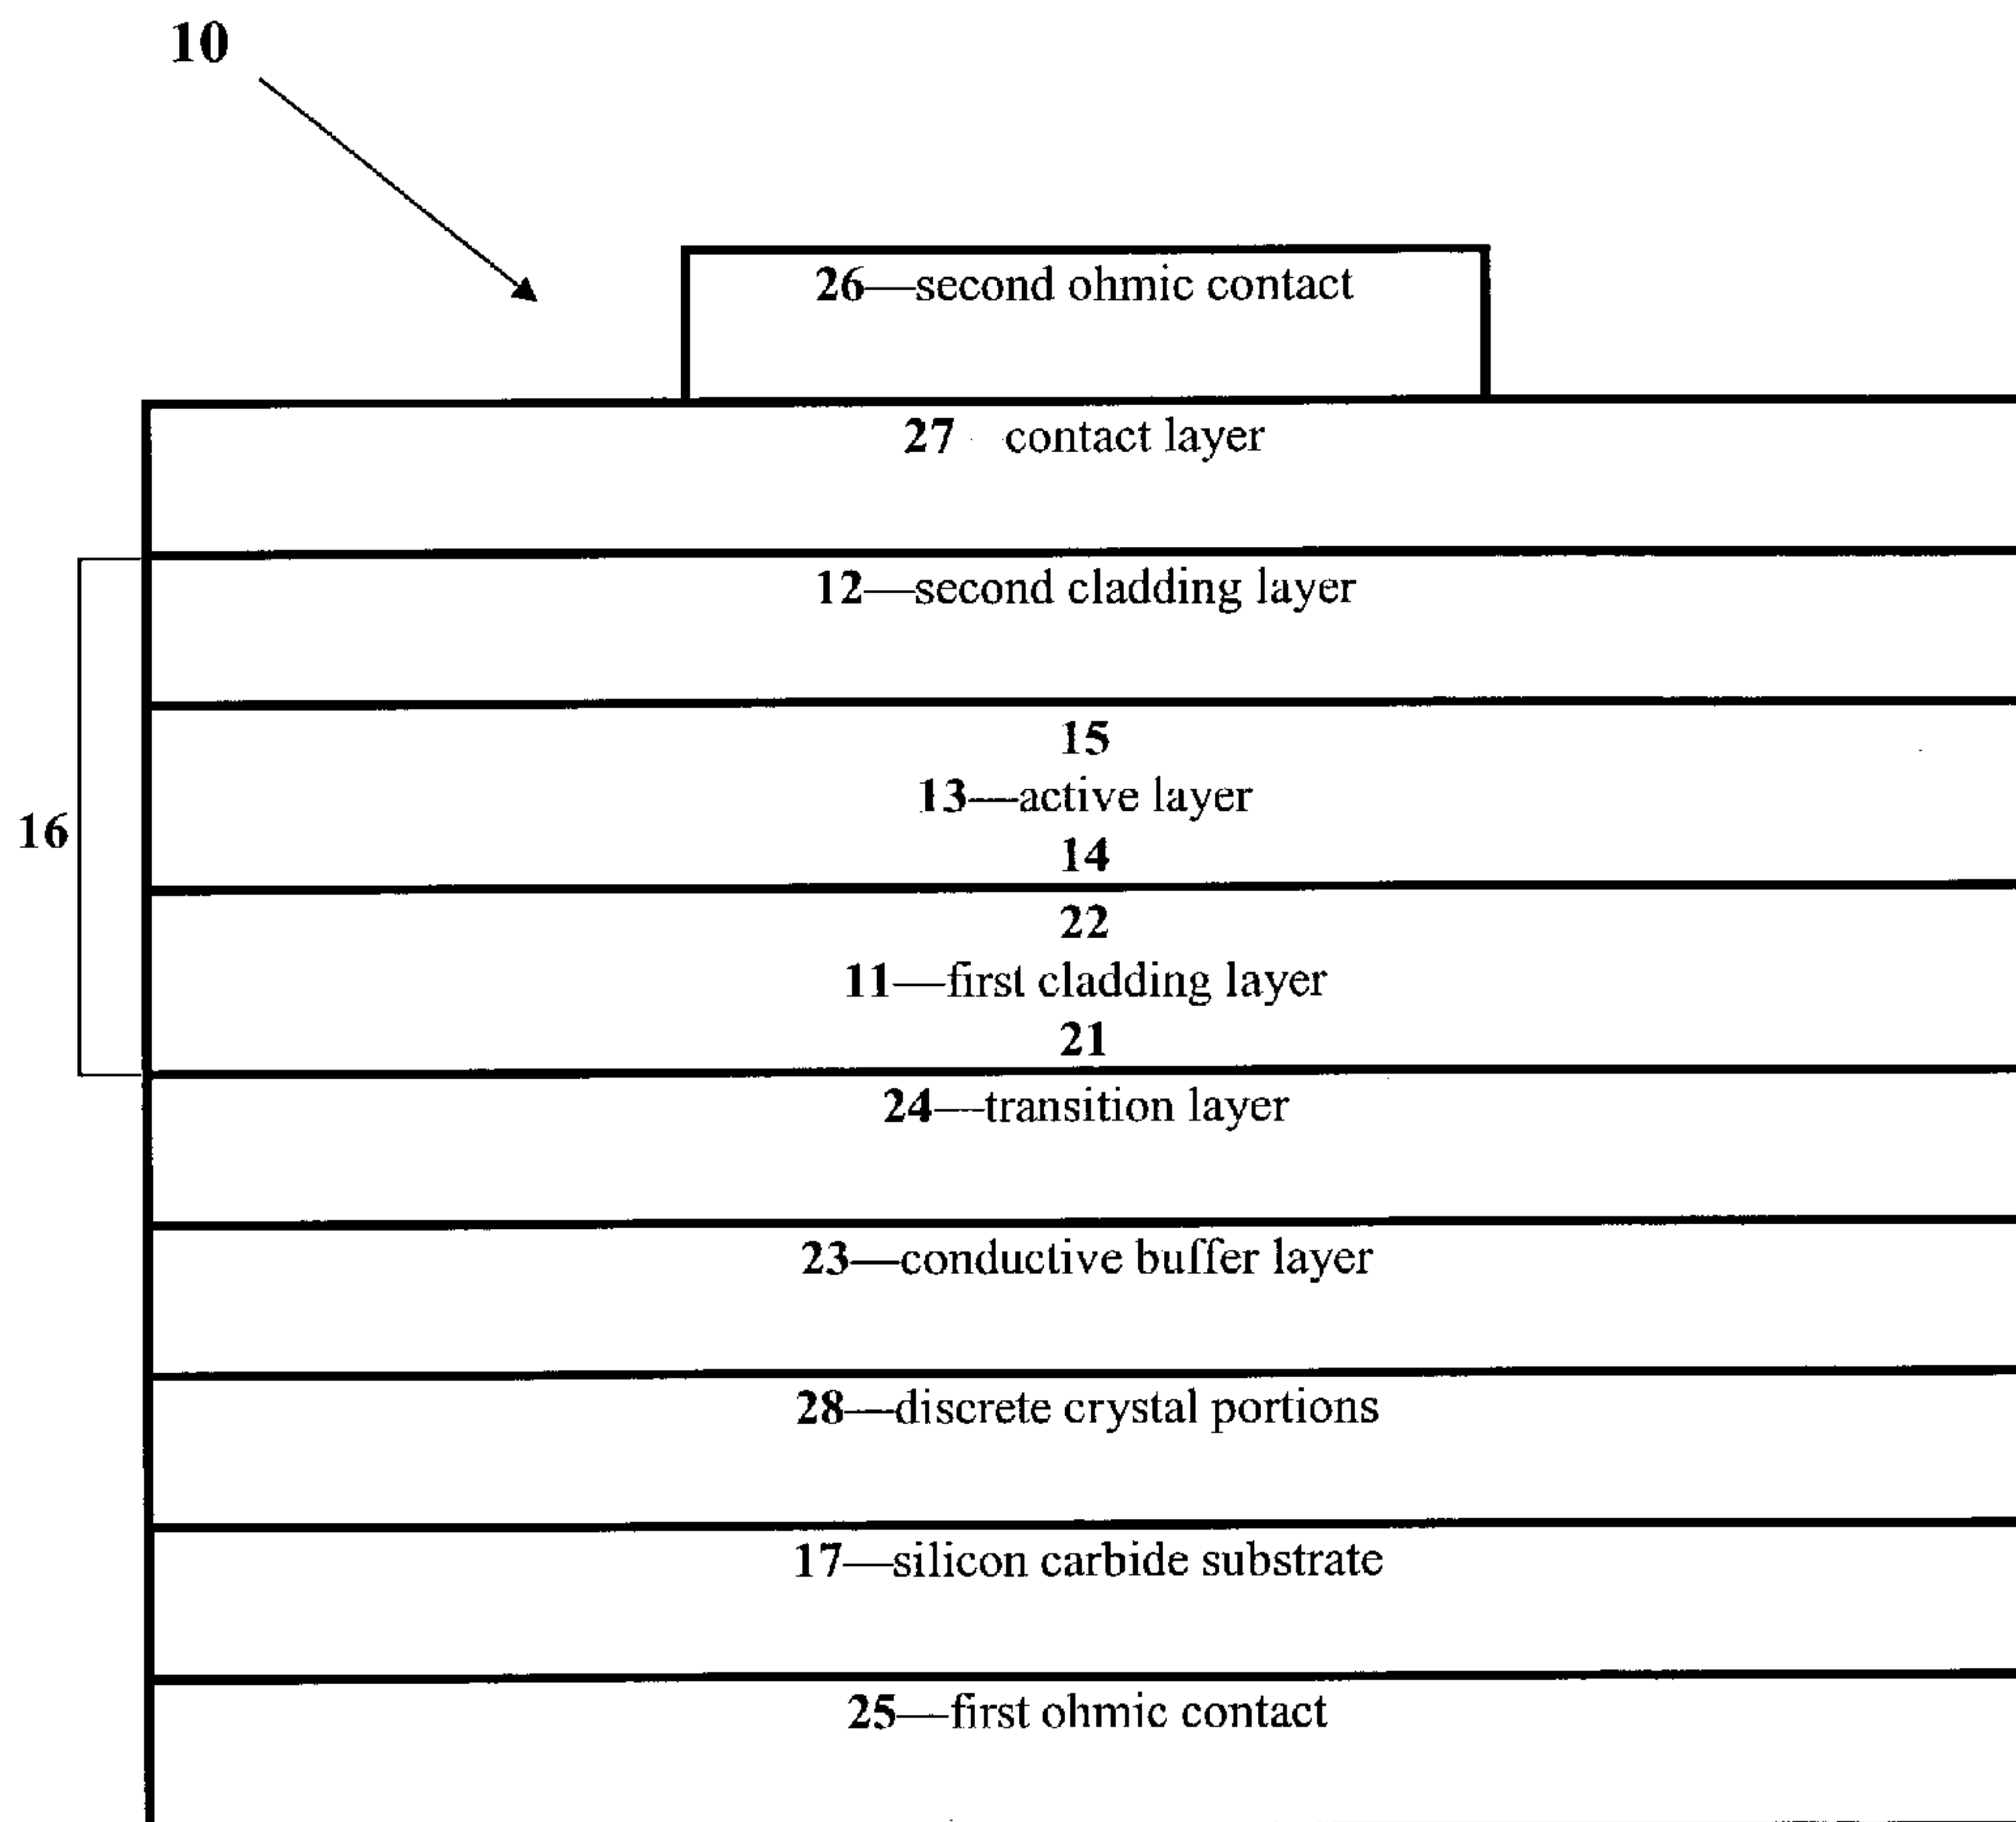 10
26—second ohmic contact
27 contact layer
12—second cladding layer
15
13—active layer
16
14
22
11—first cladding layer
21
24—transition layer
23—conductive buffer layer
28—discrete crystal portions
17—silicon carbide substrate
25—first ohmic contact